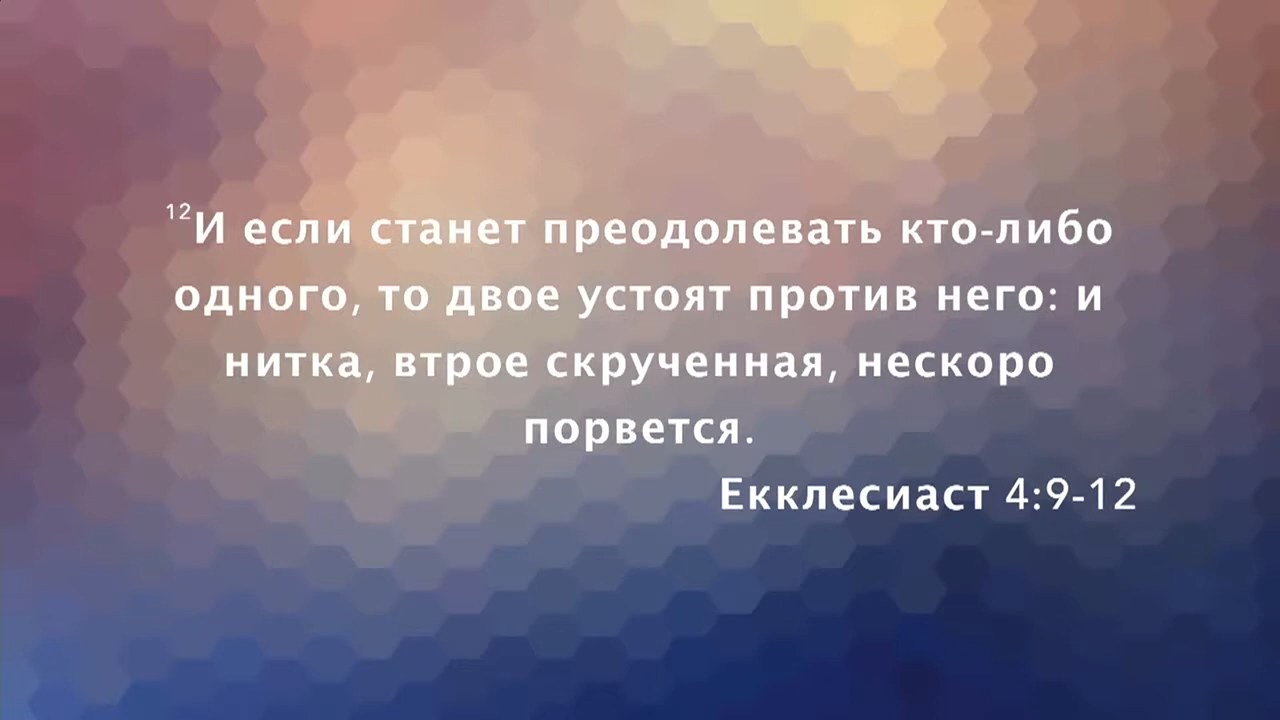 ¹²И если станет преодолевать кто-либо
одного, то двое устоят против него: и
нитка, втрое скрученная, нескоро
порвется.
Екклесиаст 4:9-12